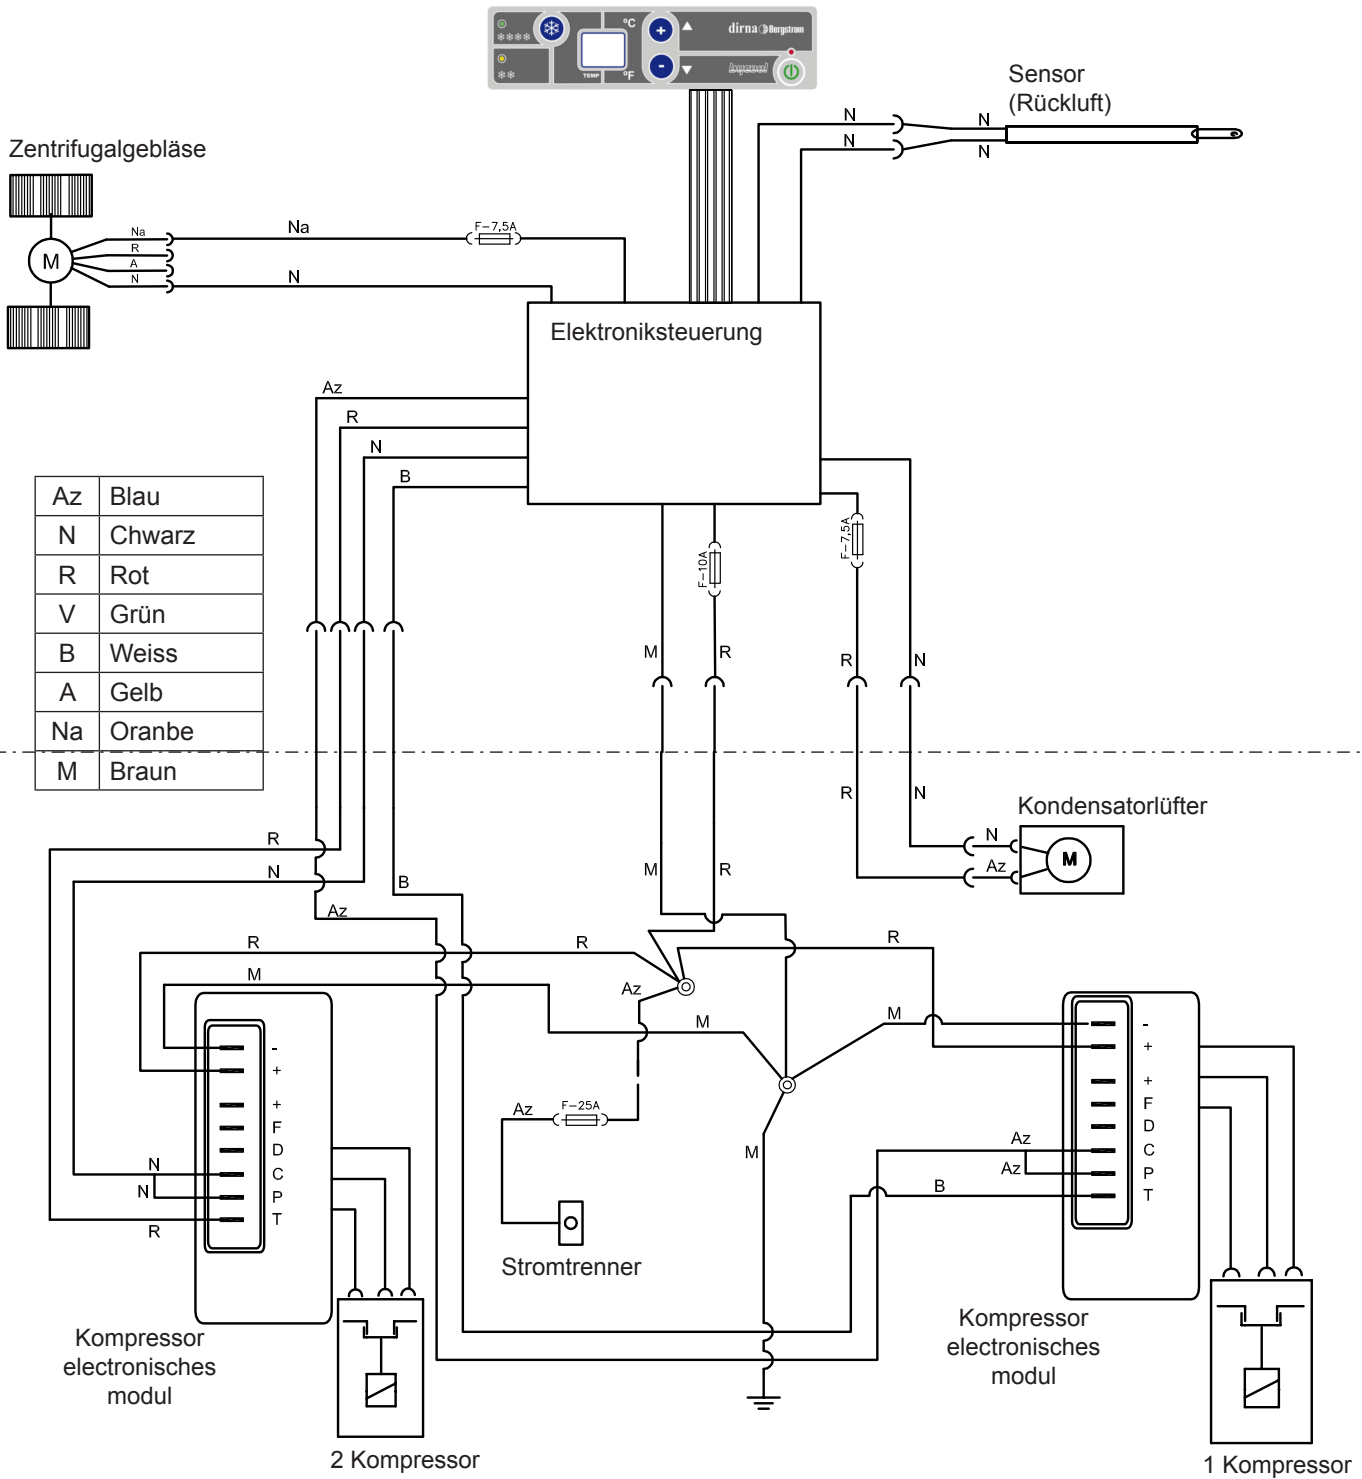 °C
dirna Bergstrom
TEMP
°F
bycool
Sensor
(Rückluft)
N
N
N
N
Zentrifugalgebläse
Na
R
A
N
M
Na
F-7,5A
N
Elektroniksteuerung
Az
R
N
B
Az Blau
N Chwarz
R Rot
V Grün
B Weiss
A Gelb
Na Oranbe
M Braun
F-10A
F-7,5A
M
R
R
N
R
N
Kondensatorlüfter
N
Az
M
R
N
B
Az
M
R
R
R
R
M
Az
M
M
Az
F-25A
M
Stromtrenner
-
+
+
F
D
C
P
T
N
N
R
Kompressor
electronisches
modul
2 Kompressor
-
+
+
F
D
C
P
T
Az
Az
B
Kompressor
electronisches
modul
1 Kompressor